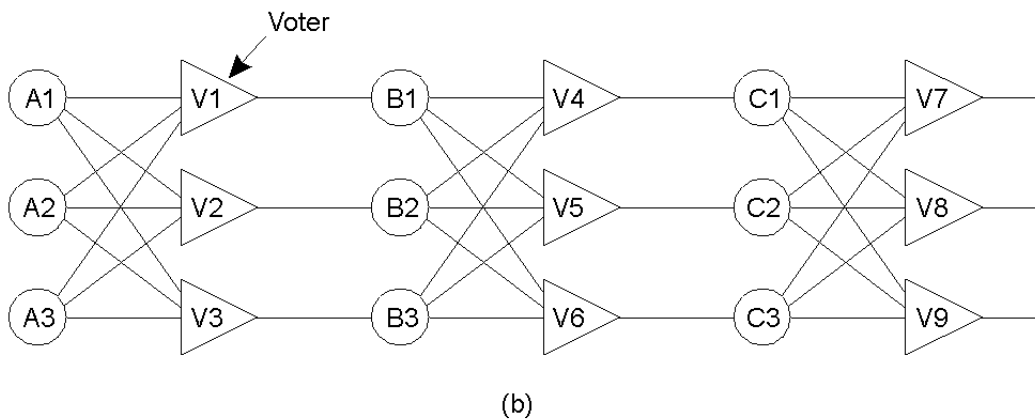 Voter
A1 V1 B1 V4 C1 V7
A2 V2 B2 V5 C2 V8
A3 V3 B3 V6 C3 V9
(b)